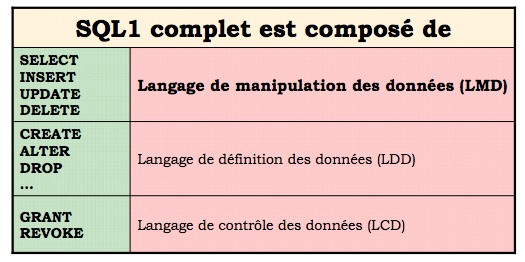 SQL1 complet est composé de
SELECT
INSERT
UPDATE
DELETE
Langage de manipulation des données (LMD)
CREATE
ALTER
DROP
...
Langage de définition des données (LDD)
GRANT
REVOKE
Langage de contrôle des données (LCD)